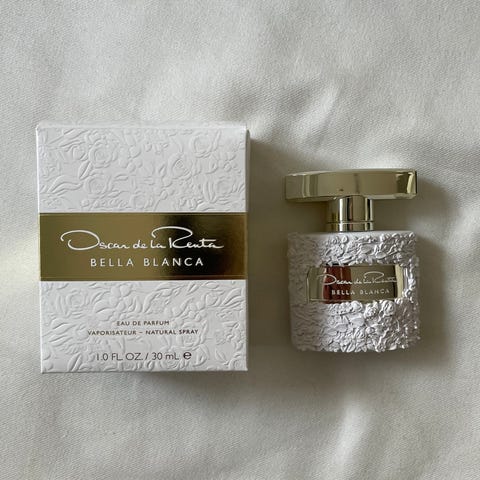 Oscar de la Renta
BELLA BLANCA
EAU DE PARFUM
VAPORISATEUR – NATURAL SPRAY
1.0 FL. OZ. / 30 mL ℮
Oscar de la Renta
BELLA BLANCA